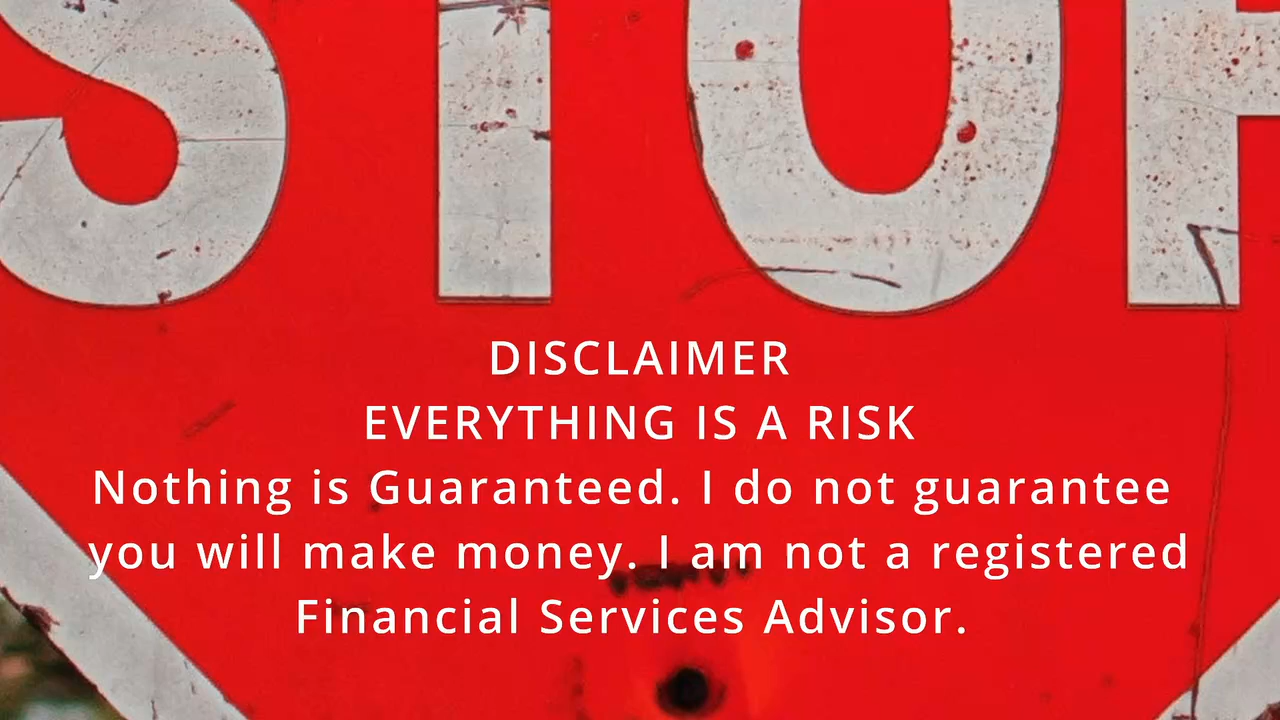 STOP
DISCLAIMER
EVERYTHING IS A RISK
Nothing is Guaranteed. I do not guarantee
you will make money. I am not a registered
Financial Services Advisor.